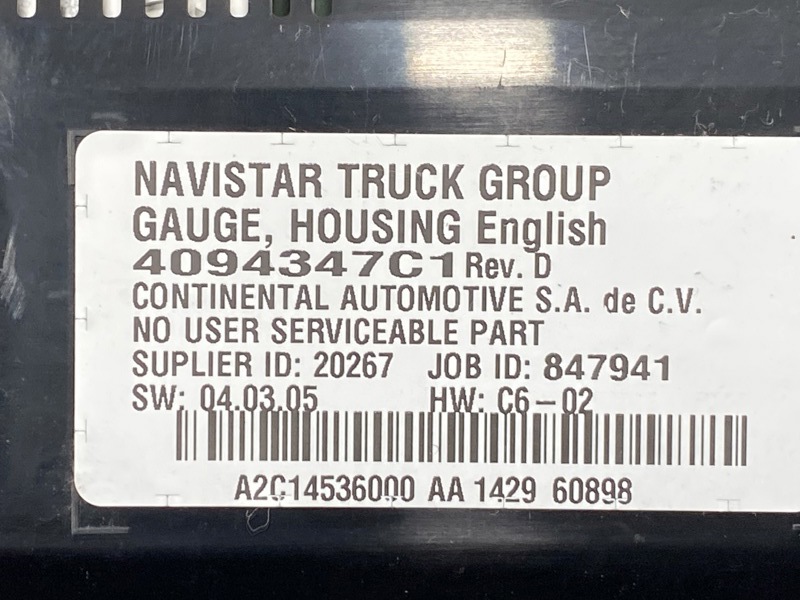 NAVISTAR TRUCK GROUP
GAUGE, HOUSING English
4094347C1 Rev. D
CONTINENTAL AUTOMOTIVE S.A. de C.V.
NO USER SERVICEABLE PART
SUPLIER ID: 20267 JOB ID: 847941
SW: 04.03.05 HW: C6-02
A2C14536000 AA 1429 60898